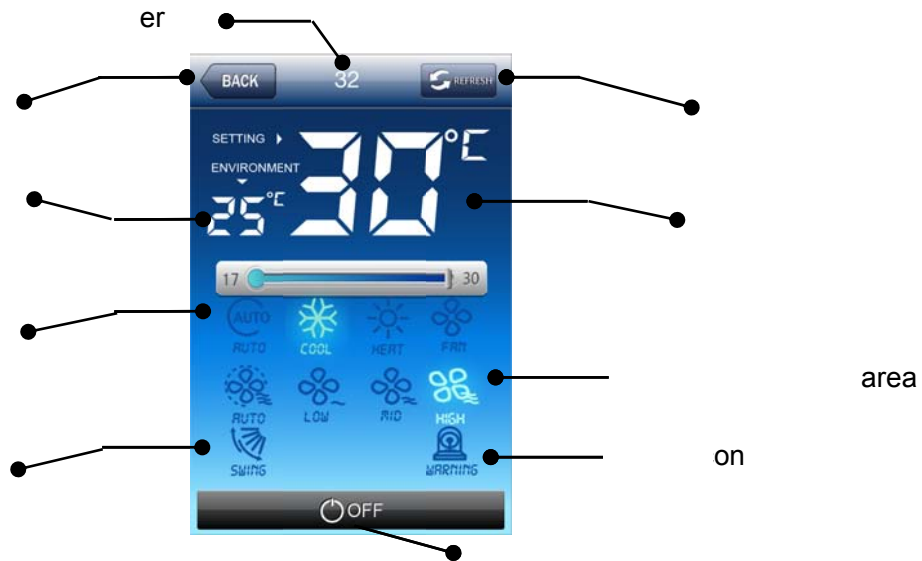 er
BACK 32 REFRESH
SETTING
30°C
ENVIRONMENT
25°C
17 30
AUTO
AUTO COOL HEAT FAN
AUTO LOW MID HIGH
area
SWING WARNING
on
OFF